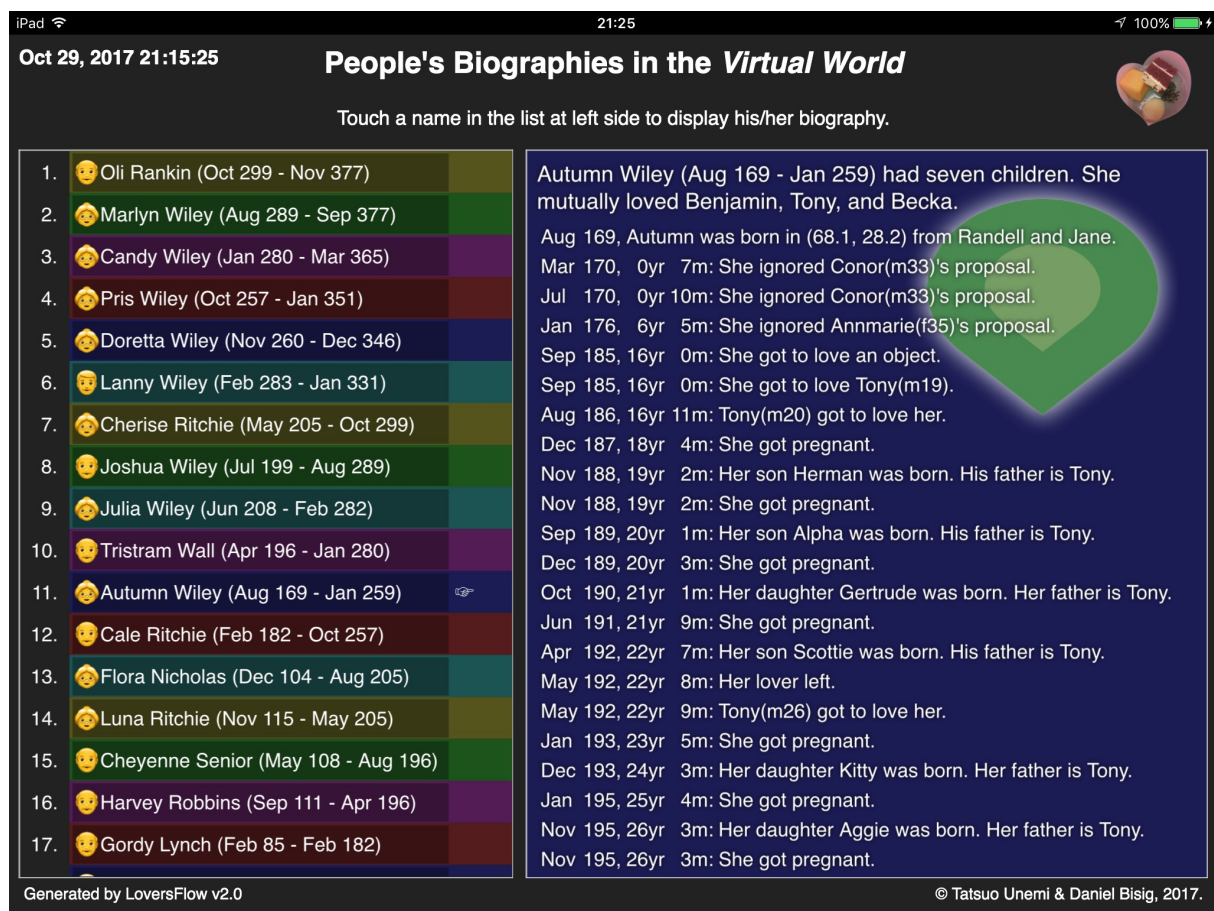 iPad 21:25 100%
Oct 29, 2017 21:15:25
People's Biographies in the Virtual World
Touch a name in the list at left side to display his/her biography.
1. Oli Rankin (Oct 299 - Nov 377)
2. Marlyn Wiley (Aug 289 - Sep 377)
3. Candy Wiley (Jan 280 - Mar 365)
4. Pris Wiley (Oct 257 - Jan 351)
5. Doretta Wiley (Nov 260 - Dec 346)
6. Lanny Wiley (Feb 283 - Jan 331)
7. Cherise Ritchie (May 205 - Oct 299)
8. Joshua Wiley (Jul 199 - Aug 289)
9. Julia Wiley (Jun 208 - Feb 282)
10. Tristram Wall (Apr 196 - Jan 280)
11. Autumn Wiley (Aug 169 - Jan 259)
12. Cale Ritchie (Feb 182 - Oct 257)
13. Flora Nicholas (Dec 104 - Aug 205)
14. Luna Ritchie (Nov 115 - May 205)
15. Cheyenne Senior (May 108 - Aug 196)
16. Harvey Robbins (Sep 111 - Apr 196)
17. Gordy Lynch (Feb 85 - Feb 182)
Autumn Wiley (Aug 169 - Jan 259) had seven children. She
mutually loved Benjamin, Tony, and Becka.
Aug 169, Autumn was born in (68.1, 28.2) from Randell and Jane.
Mar 170, 0yr 7m: She ignored Conor(m33)'s proposal.
Jul 170, 0yr 10m: She ignored Conor(m33)'s proposal.
Jan 176, 6yr 5m: She ignored Annmarie(f35)'s proposal.
Sep 185, 16yr 0m: She got to love an object.
Sep 185, 16yr 0m: She got to love Tony(m19).
Aug 186, 16yr 11m: Tony(m20) got to love her.
Dec 187, 18yr 4m: She got pregnant.
Nov 188, 19yr 2m: Her son Herman was born. His father is Tony.
Nov 188, 19yr 2m: She got pregnant.
Sep 189, 20yr 1m: Her son Alpha was born. His father is Tony.
Dec 189, 20yr 3m: She got pregnant.
Oct 190, 21yr 1m: Her daughter Gertrude was born. Her father is Tony.
Jun 191, 21yr 9m: She got pregnant.
Apr 192, 22yr 7m: Her son Scottie was born. His father is Tony.
May 192, 22yr 8m: Her lover left.
May 192, 22yr 9m: Tony(m26) got to love her.
Jan 193, 23yr 5m: She got pregnant.
Dec 193, 24yr 3m: Her daughter Kitty was born. Her father is Tony.
Jan 195, 25yr 4m: She got pregnant.
Nov 195, 26yr 3m: Her daughter Aggie was born. Her father is Tony.
Nov 195, 26yr 3m: She got pregnant.
Generated by LoversFlow v2.0
© Tatsuo Unemi & Daniel Bisig, 2017.